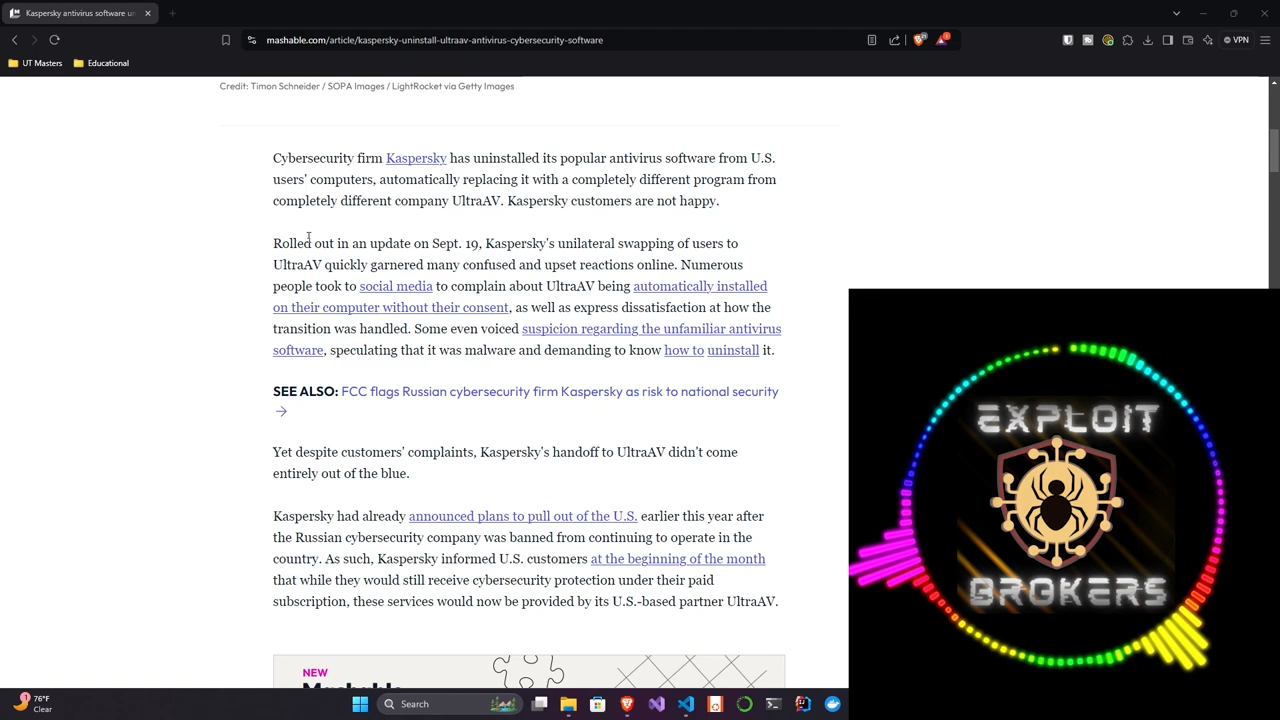 Kaspersky antivirus software un
mashable.com/article/kaspersky-uninstall-ultraav-antivirus-cybersecurity-software
VPN
UT Masters
Educational
Credit: Timon Schneider / SOPA Images / LightRocket via Getty Images
Cybersecurity firm Kaspersky has uninstalled its popular antivirus software from U.S.
users' computers, automatically replacing it with a completely different program from
completely different company UltraAV. Kaspersky customers are not happy.
Rolled out in an update on Sept. 19, Kaspersky's unilateral swapping of users to
UltraAV quickly garnered many confused and upset reactions online. Numerous
people took to social media to complain about UltraAV being automatically installed
on their computer without their consent, as well as express dissatisfaction at how the
transition was handled. Some even voiced suspicion regarding the unfamiliar antivirus
software, speculating that it was malware and demanding to know how to uninstall it.
SEE ALSO: FCC flags Russian cybersecurity firm Kaspersky as risk to national security
→
Yet despite customers' complaints, Kaspersky's handoff to UltraAV didn't come
entirely out of the blue.
Kaspersky had already announced plans to pull out of the U.S. earlier this year after
the Russian cybersecurity company was banned from continuing to operate in the
country. As such, Kaspersky informed U.S. customers at the beginning of the month
that while they would still receive cybersecurity protection under their paid
subscription, these services would now be provided by its U.S.-based partner UltraAV.
NEW
Mashable
EXPLOIT
BROKERS
76°F
Clear
Search